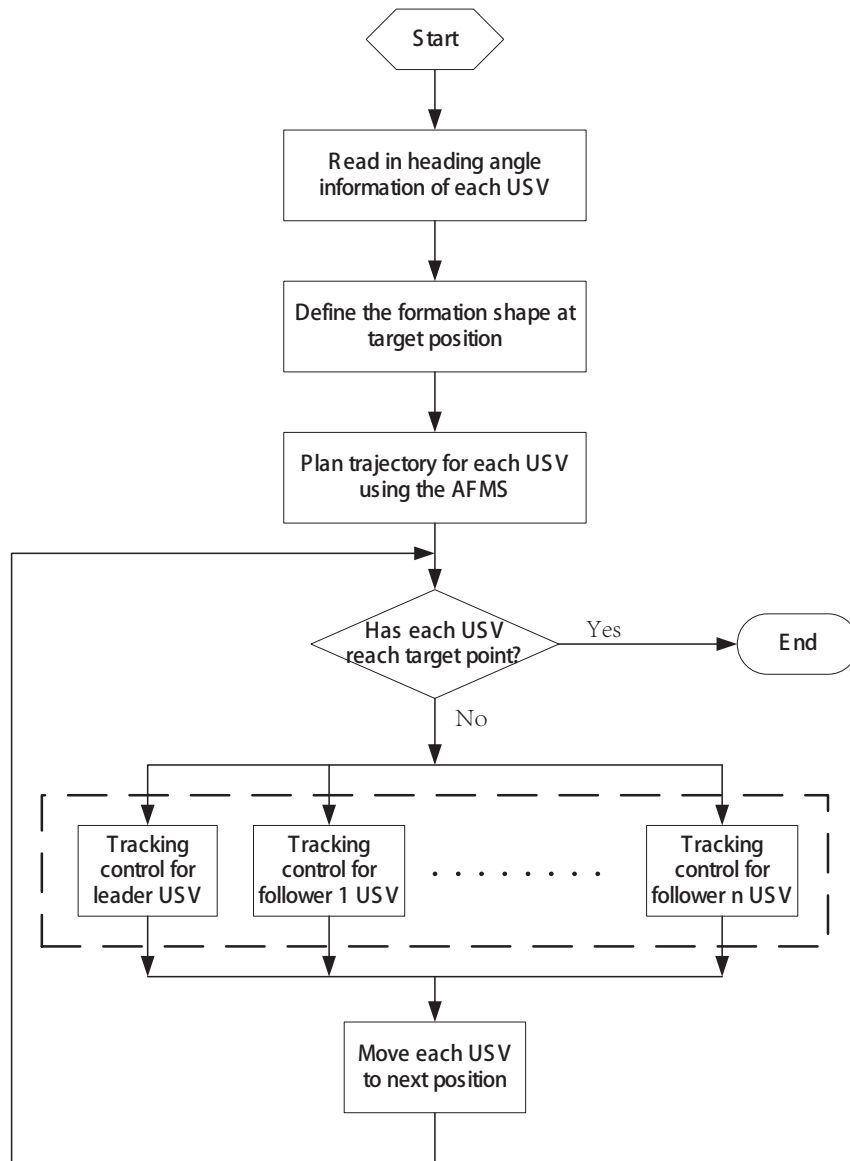 Start
Read in heading angle
information of each USV
Define the formation shape at
target position
Plan trajectory for each USV
using the AFMS
Has each USV
reach target point?
Yes
End
No
Tracking
control for
leader USV
Tracking
control for
follower 1 USV
. . . . . . . .
Tracking
control for
follower n USV
Move each USV
to next position